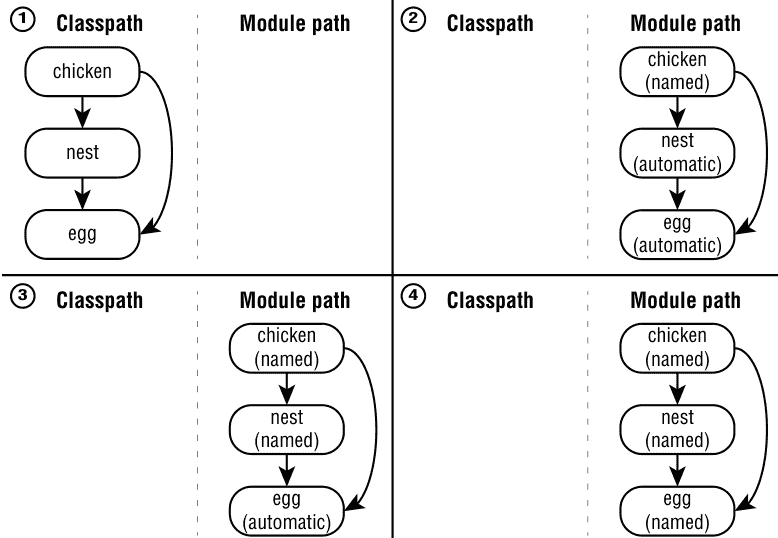 1 Classpath Module path
chicken
nest
egg
2 Classpath Module path
chicken
(named)
nest
(automatic)
egg
(automatic)
3 Classpath Module path
chicken
(named)
nest
(named)
egg
(automatic)
4 Classpath Module path
chicken
(named)
nest
(named)
egg
(named)